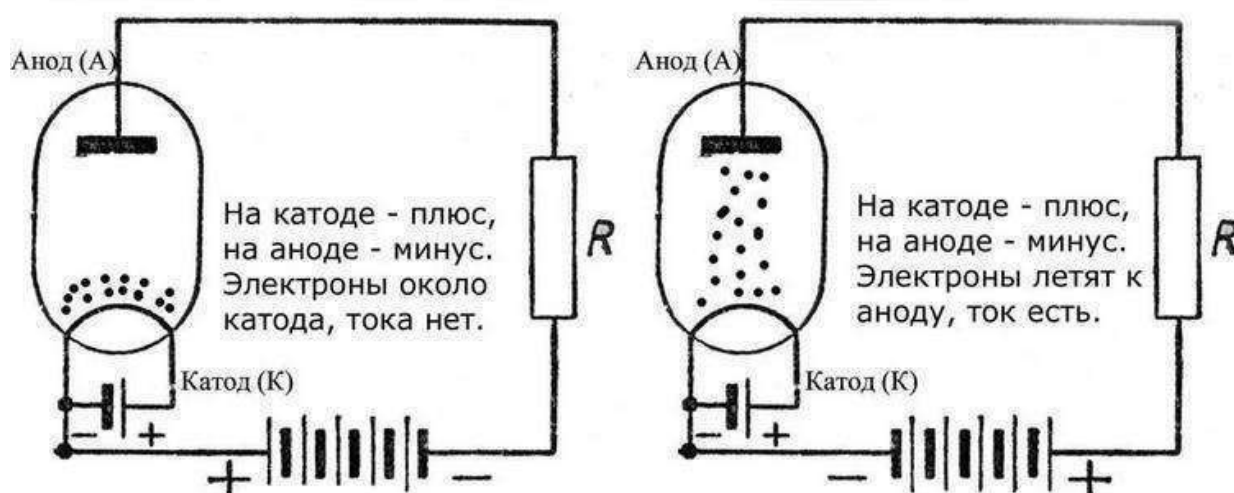 Анод (А)
На катоде - плюс,
на аноде - минус.
Электроны около
катода, тока нет.
R
Катод (К)
− +
+ −
Анод (А)
На катоде - плюс,
на аноде - минус.
Электроны летят к
аноду, ток есть.
R
Катод (К)
− +
− +